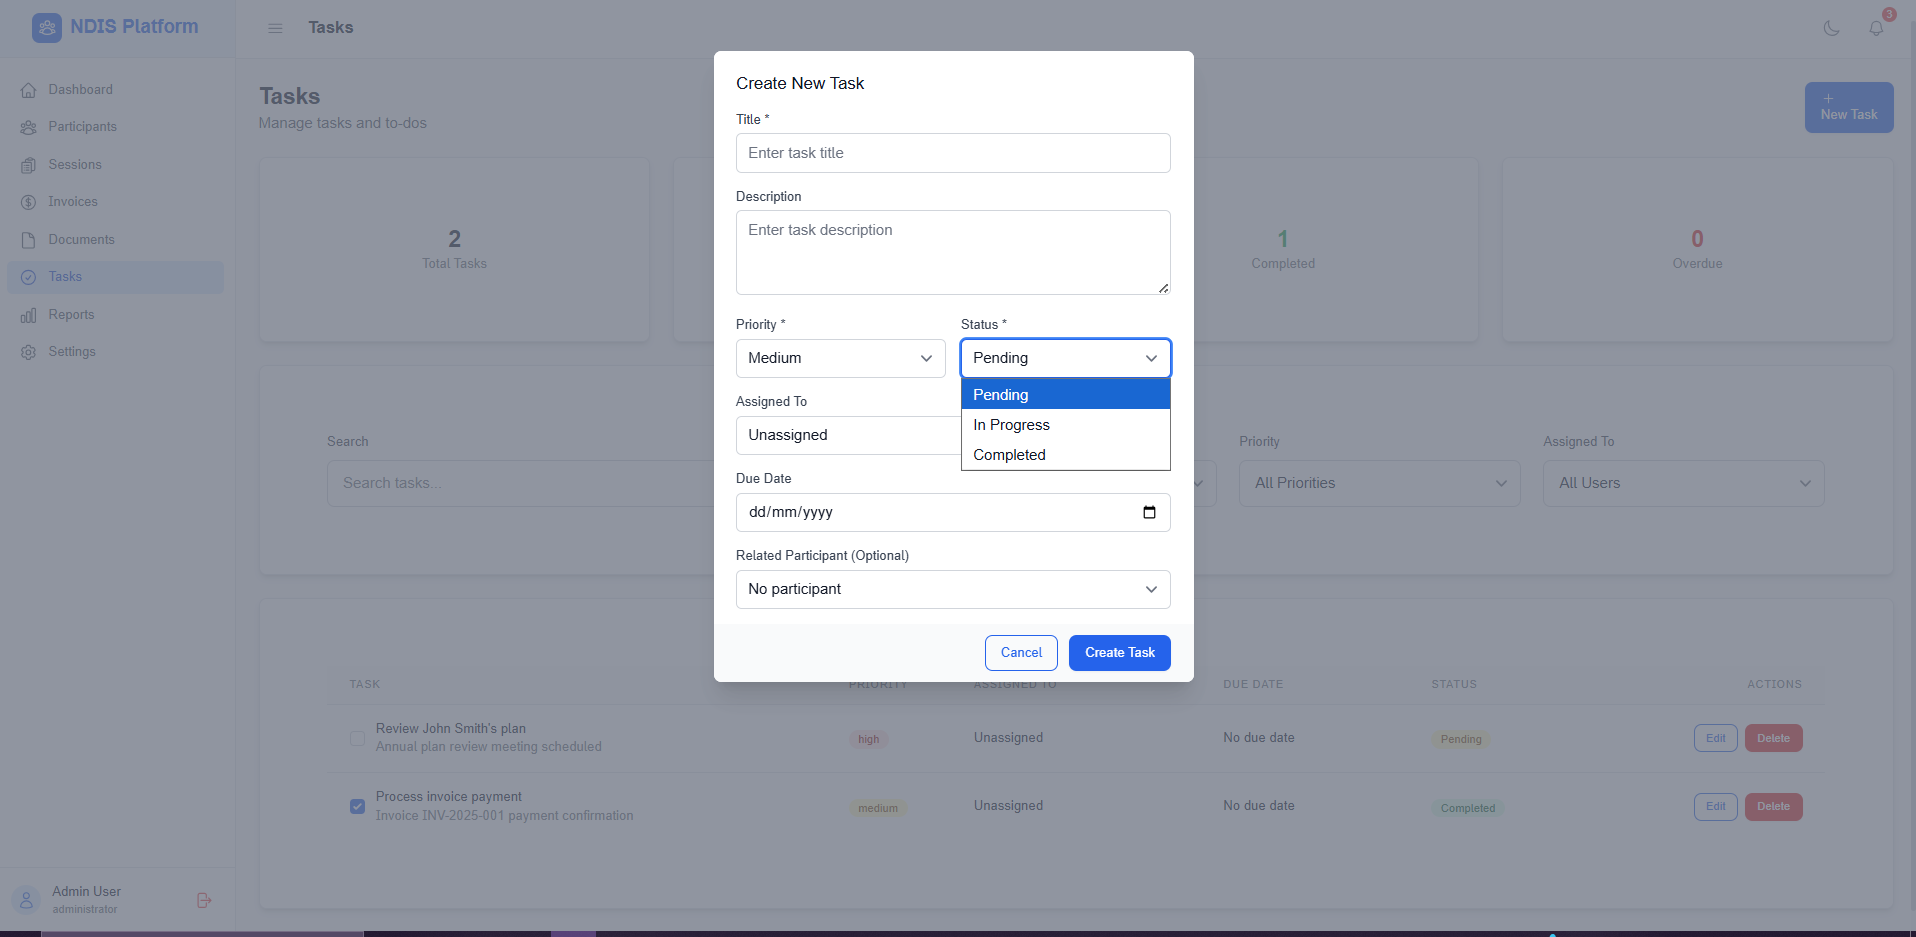 NDIS Platform
Tasks
3
Dashboard
Participants
Sessions
Invoices
Documents
Tasks
Reports
Settings
Admin User
administrator
Tasks
Manage tasks and to-dos
New Task
2
Total Tasks
1
Completed
0
Overdue
Search
Search tasks...
Priority
All Priorities
Assigned To
All Users
Create New Task
Title *
Enter task title
Description
Enter task description
Priority *
Medium
Status *
Pending
Pending
In Progress
Completed
Assigned To
Unassigned
Due Date
dd/mm/yyyy
Related Participant (Optional)
No participant
Cancel
Create Task
TASK PRIORITY ASSIGNED TO DUE DATE STATUS ACTIONS
Review John Smith's plan
Annual plan review meeting scheduled
high Unassigned No due date Pending Edit Delete
Process invoice payment
Invoice INV-2025-001 payment confirmation
medium Unassigned No due date Completed Edit Delete